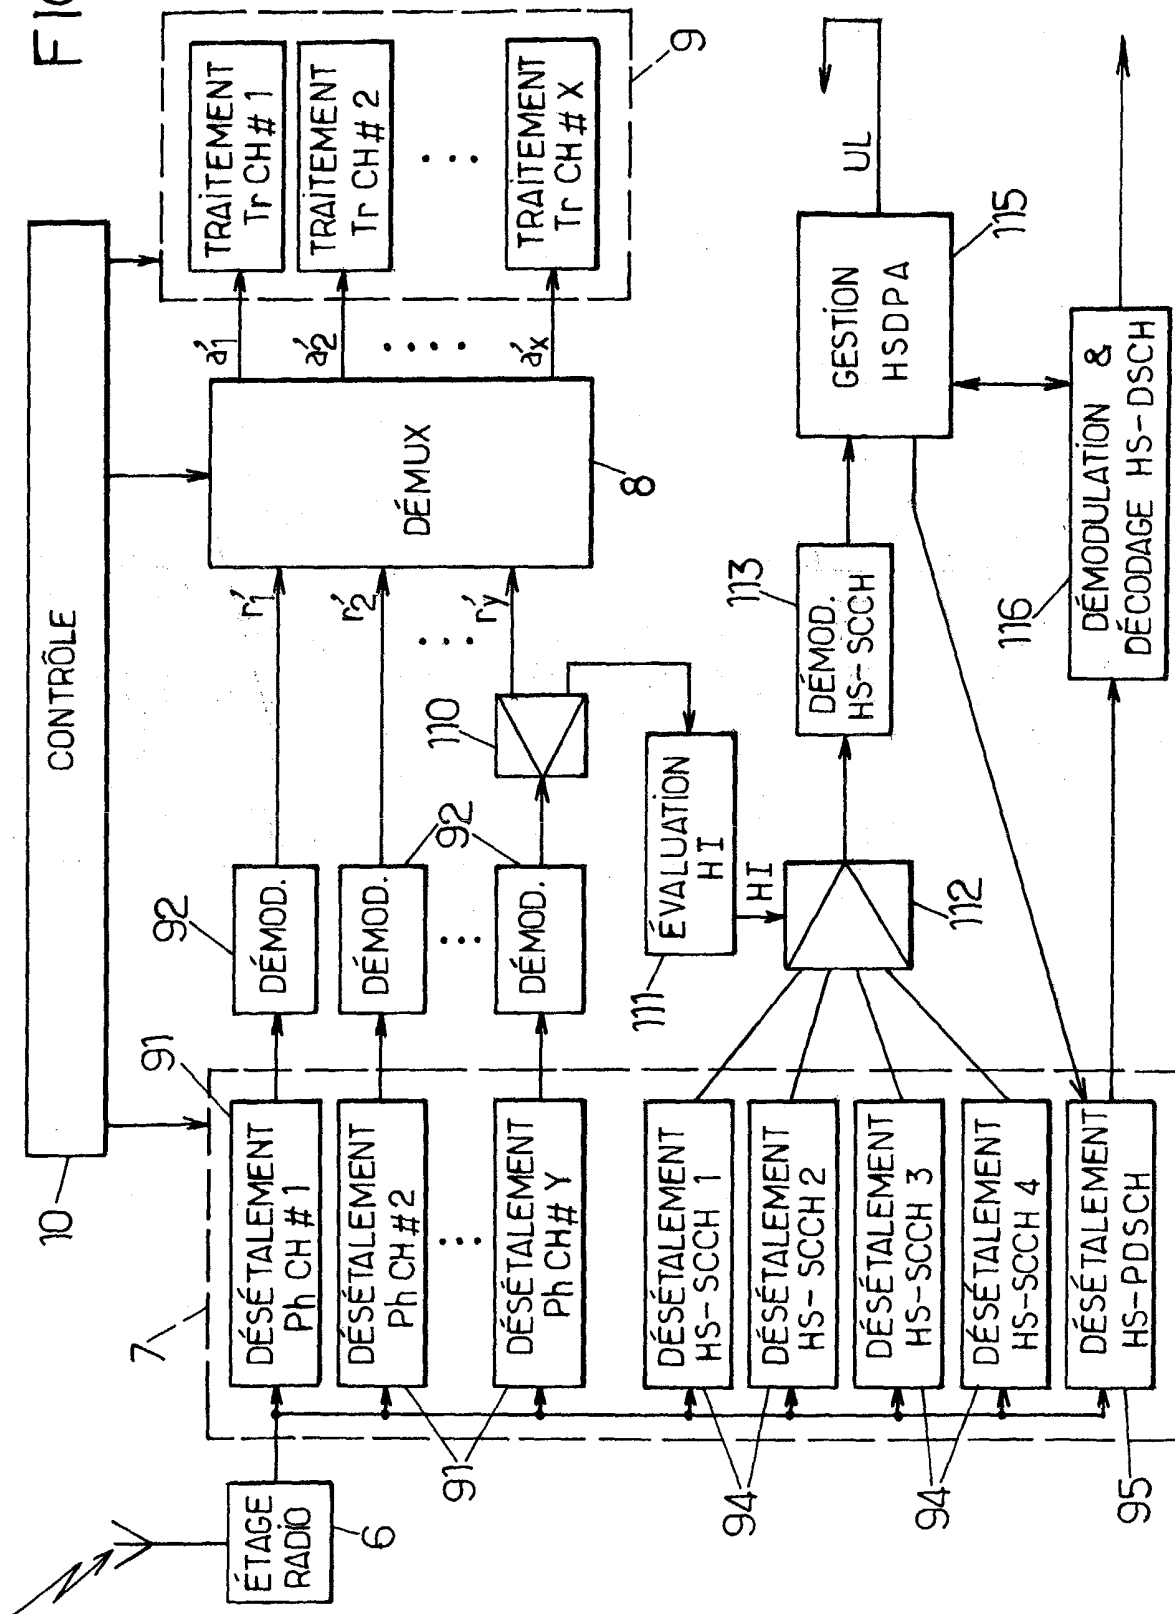 FIG
CONTRÔLE
10
7
9
91
92
92
91
ÉTAGE
RADIO
6
DÉSÉTALEMENT
Ph CH # 1
DÉMOD.
r'1
DÉSÉTALEMENT
Ph CH # 2
DÉMOD.
r'2
...
...
...
DÉSÉTALEMENT
Ph CH # Y
DÉMOD.
110
r'y
DÉMUX
8
a'1
a'2
....
a'x
TRAITEMENT
Tr CH # 1
TRAITEMENT
Tr CH # 2
...
TRAITEMENT
Tr CH # X
ÉVALUATION
HI
111
HI
112
DÉSÉTALEMENT
HS-SCCH 1
DÉSÉTALEMENT
HS-SCCH 2
DÉSÉTALEMENT
HS-SCCH 3
DÉSÉTALEMENT
HS-SCCH 4
94
94
DÉSÉTALEMENT
HS-PDSCH
95
113
DÉMOD.
HS-SCCH
GESTION
HSDPA
115
UL
116
DÉMODULATION &
DÉCODAGE HS-DSCH